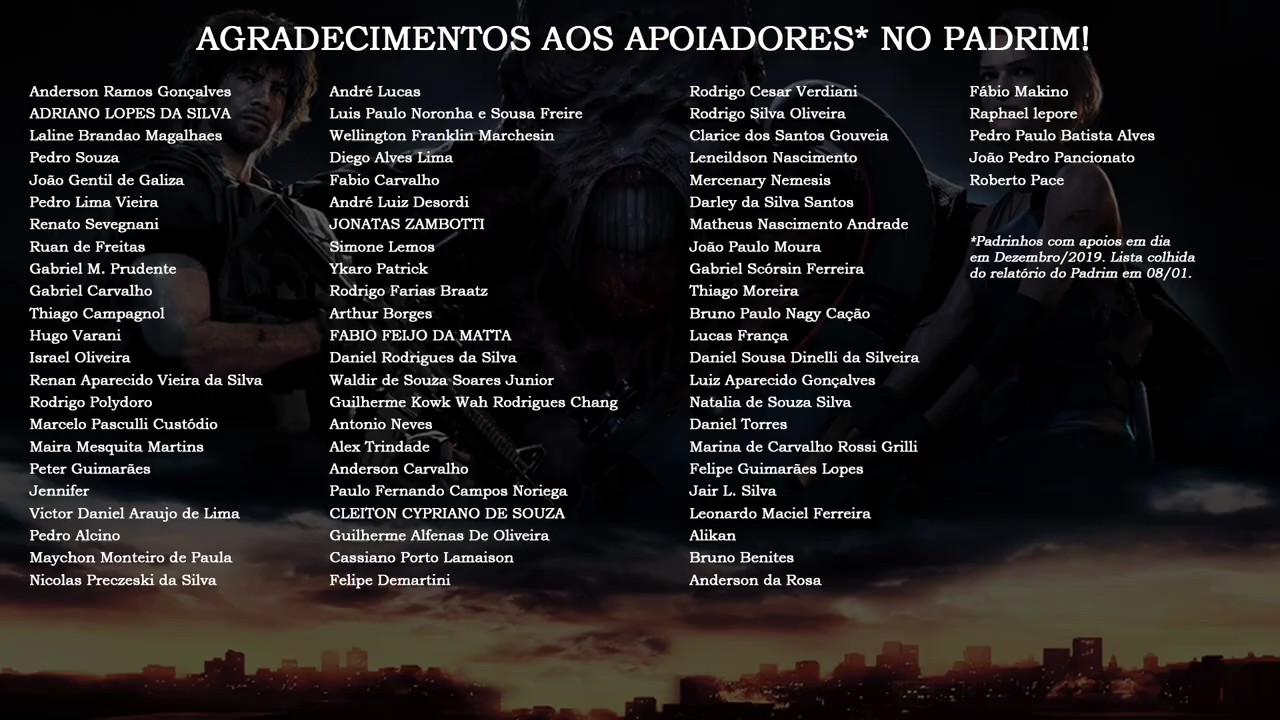 AGRADECIMENTOS AOS APOIADORES* NO PADRIM!
Anderson Ramos Gonçalves
ADRIANO LOPES DA SILVA
Laline Brandao Magalhaes
Pedro Souza
João Gentil de Galiza
Pedro Lima Vieira
Renato Sevegnani
Ruan de Freitas
Gabriel M. Prudente
Gabriel Carvalho
Thiago Campagnol
Hugo Varani
Israel Oliveira
Renan Aparecido Vieira da Silva
Rodrigo Polydoro
Marcelo Pasculli Custódio
Maira Mesquita Martins
Peter Guimarães
Jennifer
Victor Daniel Araujo de Lima
Pedro Alcino
Maychon Monteiro de Paula
Nicolas Preczeski da Silva
André Lucas
Luis Paulo Noronha e Sousa Freire
Wellington Franklin Marchesin
Diego Alves Lima
Fabio Carvalho
André Luiz Desordi
JONATAS ZAMBOTTI
Simone Lemos
Ykaro Patrick
Rodrigo Farias Braatz
Arthur Borges
FABIO FEIJO DA MATTA
Daniel Rodrigues da Silva
Waldir de Souza Soares Junior
Guilherme Kowk Wah Rodrigues Chang
Antonio Neves
Alex Trindade
Anderson Carvalho
Paulo Fernando Campos Noriega
CLEITON CYPRIANO DE SOUZA
Guilherme Alfenas De Oliveira
Cassiano Porto Lamaison
Felipe Demartini
Rodrigo Cesar Verdiani
Rodrigo Silva Oliveira
Clarice dos Santos Gouveia
Leneildson Nascimento
Mercenary Nemesis
Darley da Silva Santos
Matheus Nascimento Andrade
João Paulo Moura
Gabriel Scórsin Ferreira
Thiago Moreira
Bruno Paulo Nagy Cação
Lucas França
Daniel Sousa Dinelli da Silveira
Luiz Aparecido Gonçalves
Natalia de Souza Silva
Daniel Torres
Marina de Carvalho Rossi Grilli
Felipe Guimarães Lopes
Jair L. Silva
Leonardo Maciel Ferreira
Alikan
Bruno Benites
Anderson da Rosa
Fábio Makino
Raphael lepore
Pedro Paulo Batista Alves
João Pedro Pancionato
Roberto Pace
*Padrinhos com apoios em dia
em Dezembro/2019. Lista colhida
do relatório do Padrim em 08/01.